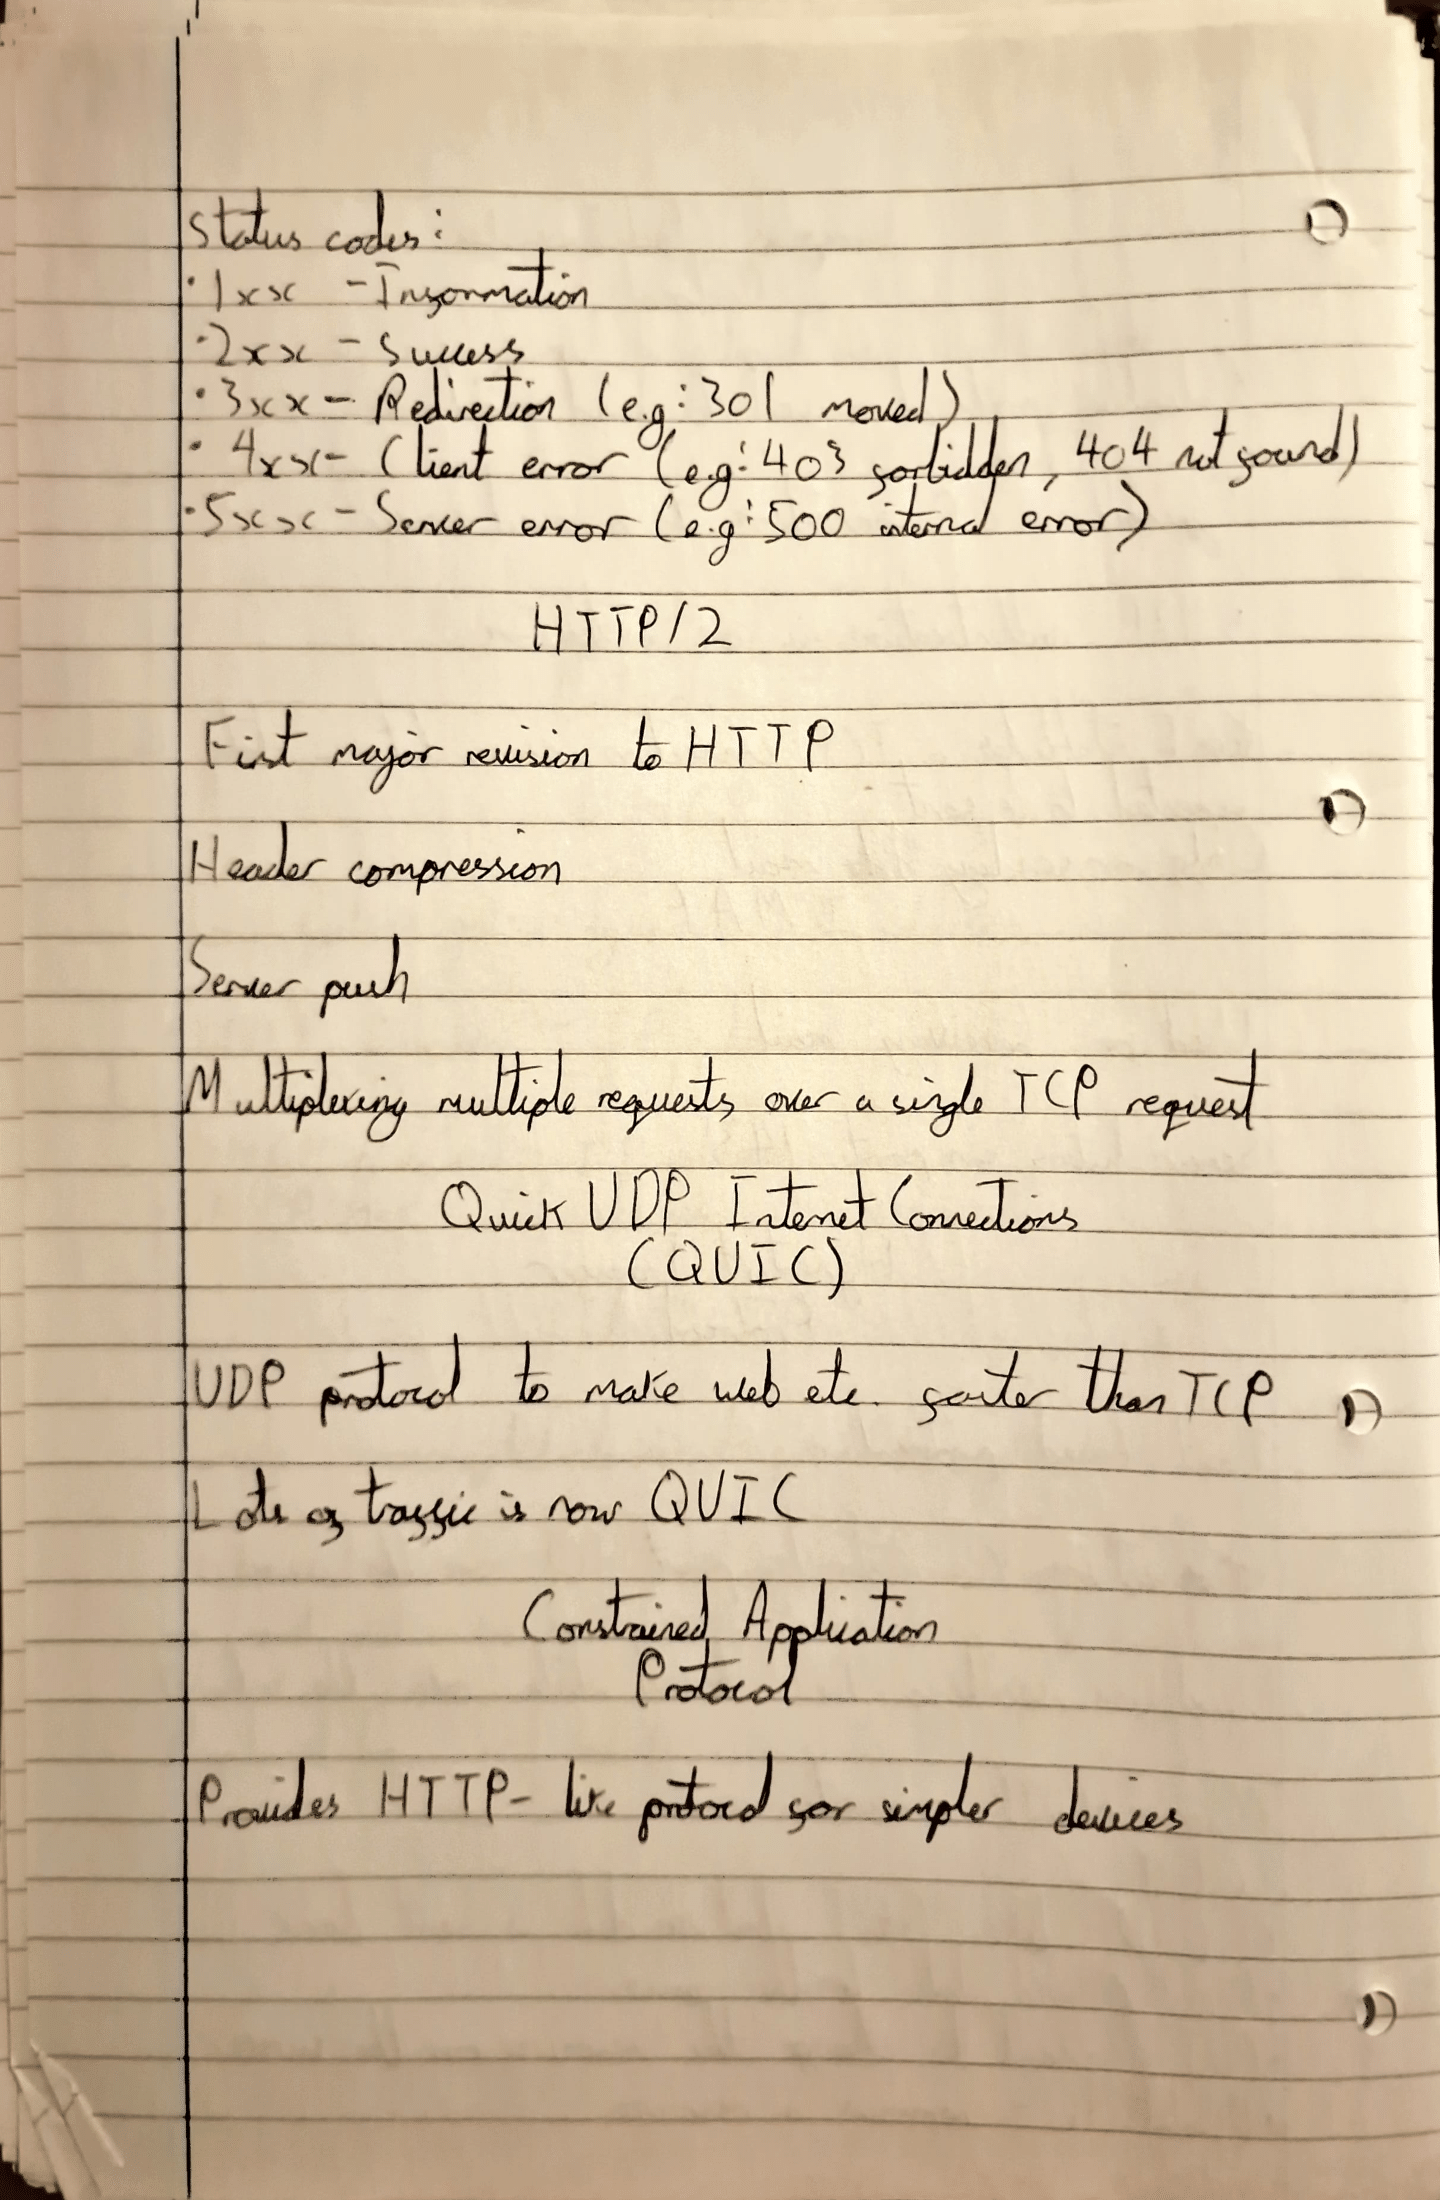 Status codes:
·1xx - Information
·2xx - Success
·3xx - Redirection (e.g: 301 moved)
·4xx - Client error (e.g: 403 forbidden, 404 not found)
·5xx - Server error (e.g: 500 internal error)
HTTP/2
First major revision to HTTP
Header compression
Server push
Multiplexing multiple requests over a single TCP request
Quick UDP Internet Connections
(QUIC)
UDP protocol to make web etc. faster than TCP
Lots of traffic is now QUIC
Constrained Application
Protocol
Provides HTTP-like protocol for simpler devices